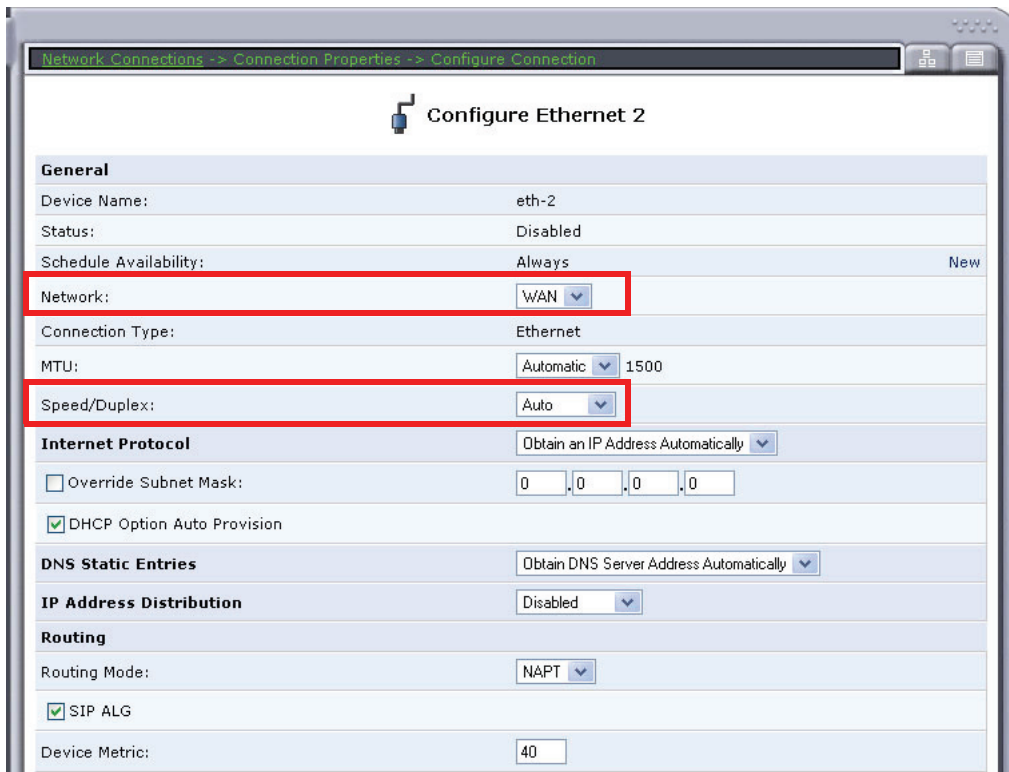 Network Connections -> Connection Properties -> Configure Connection
Configure Ethernet 2
General
Device Name: eth-2
Status: Disabled
Schedule Availability: Always New
Network: WAN
Connection Type: Ethernet
MTU: Automatic 1500
Speed/Duplex: Auto
Internet Protocol Obtain an IP Address Automatically
Override Subnet Mask: 0 .0 .0 .0
DHCP Option Auto Provision
DNS Static Entries Obtain DNS Server Address Automatically
IP Address Distribution Disabled
Routing
Routing Mode: NAPT
SIP ALG
Device Metric: 40